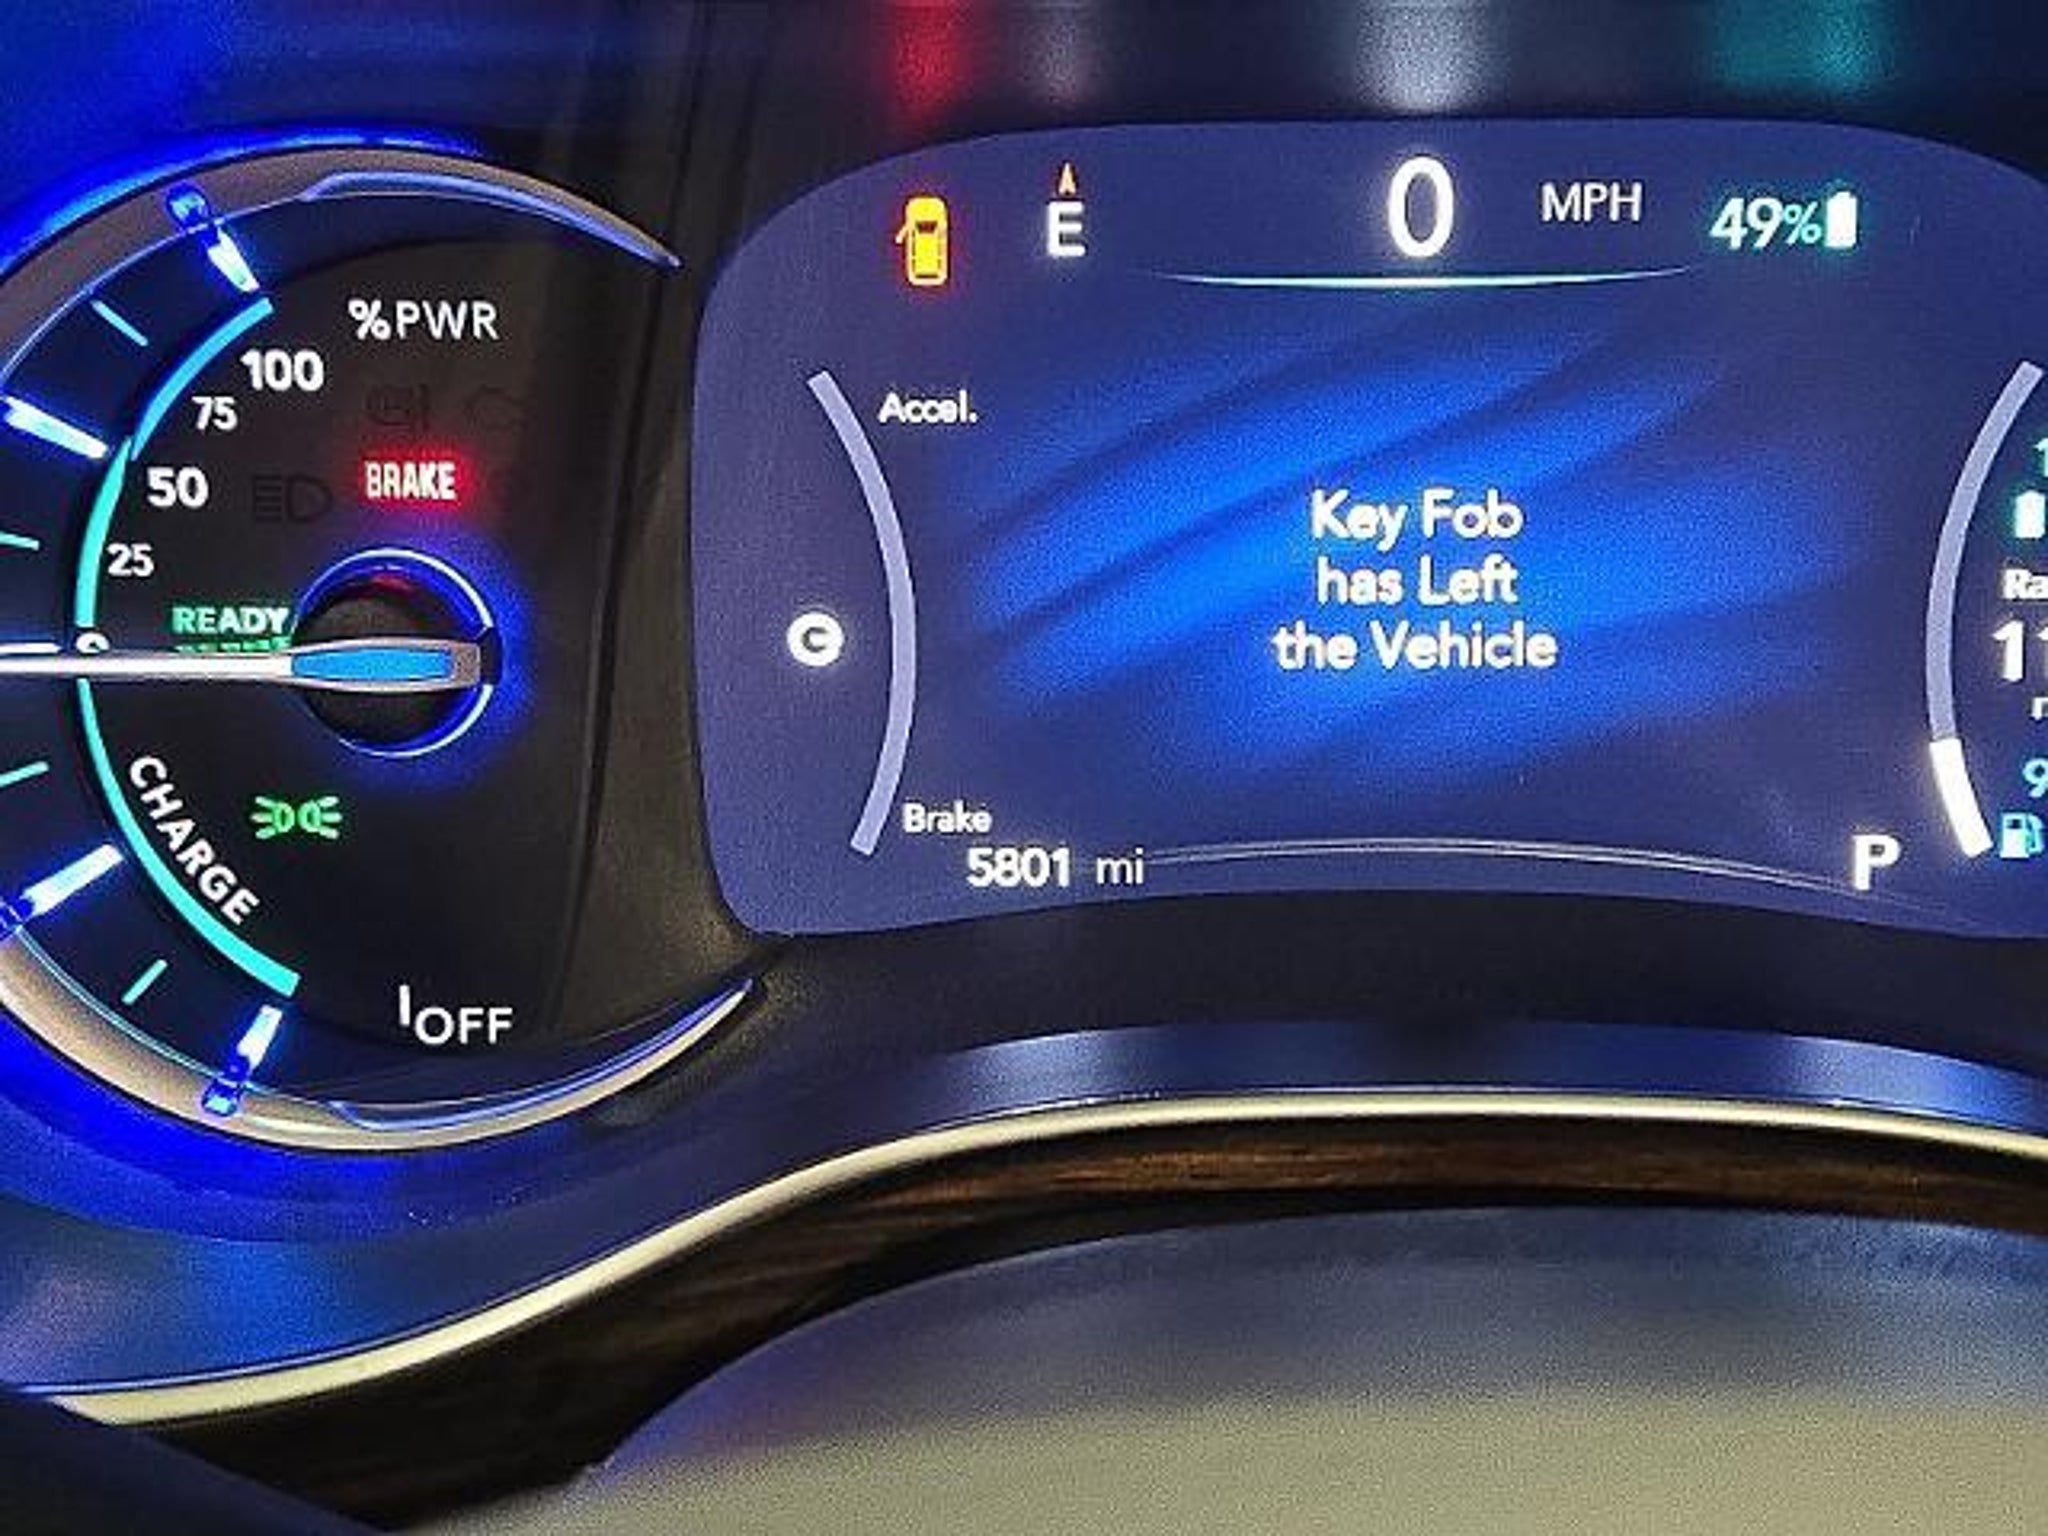 %PWR
100
75
50
25
0
BRAKE
READY
CHARGE
OFF
E
0 MPH
49%
Accel.
Key Fob
has Left
the Vehicle
Brake
5801 mi
P